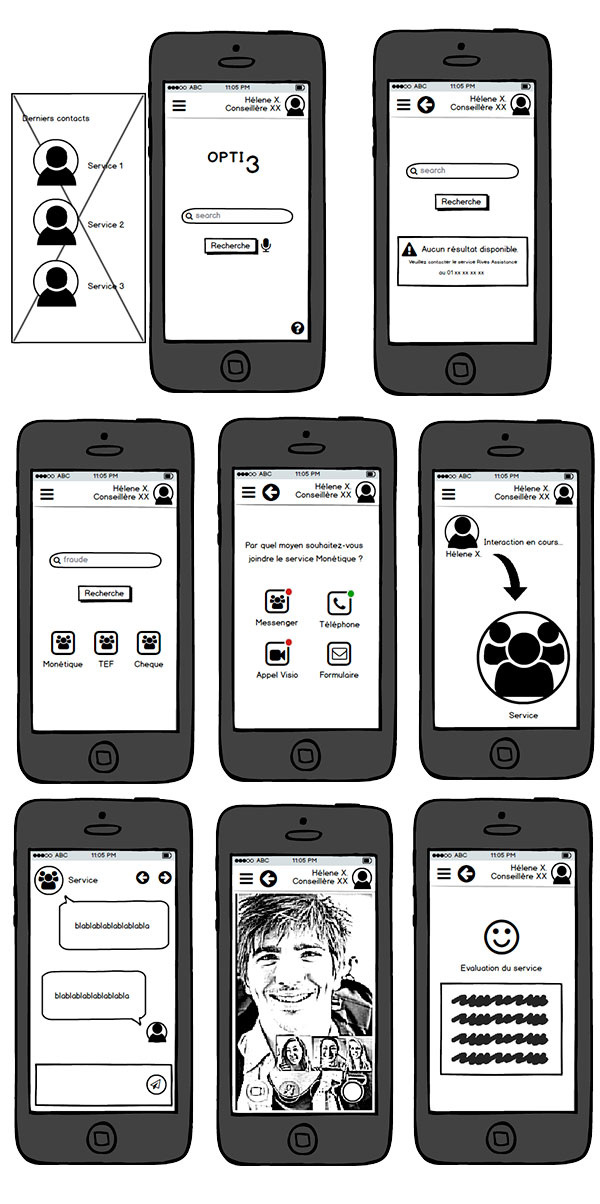 Derniers contacts
Service 1
Service 2
Service 3
ABC 11:05 PM
Hélene X.
Conseillère XX
OPTI3
search
Recherche
?
ABC 11:05 PM
Hélene X.
Conseillère XX
search
Recherche
Aucun résultat disponible
Veuillez contacter le service Rives Assistance
au 01 xx xx xx xx
ABC 11:05 PM
Hélene X.
Conseillère XX
fraude
Recherche
Monétique TEF Cheque
ABC 11:05 PM
Hélene X.
Conseillère XX
Par quel moyen souhaitez-vous
joindre le service Monétique ?
Messenger Téléphone
Appel Visio Formulaire
ABC 11:05 PM
Hélene X.
Conseillère XX
Interaction en cours...
Hélene X.
Service
ABC 11:05 PM
Service
blablablablablablabla
blablablablablablabla
ABC 11:05 PM
Hélene X.
Conseillère XX
ABC 11:05 PM
Hélene X.
Conseillère XX
Evaluation du service